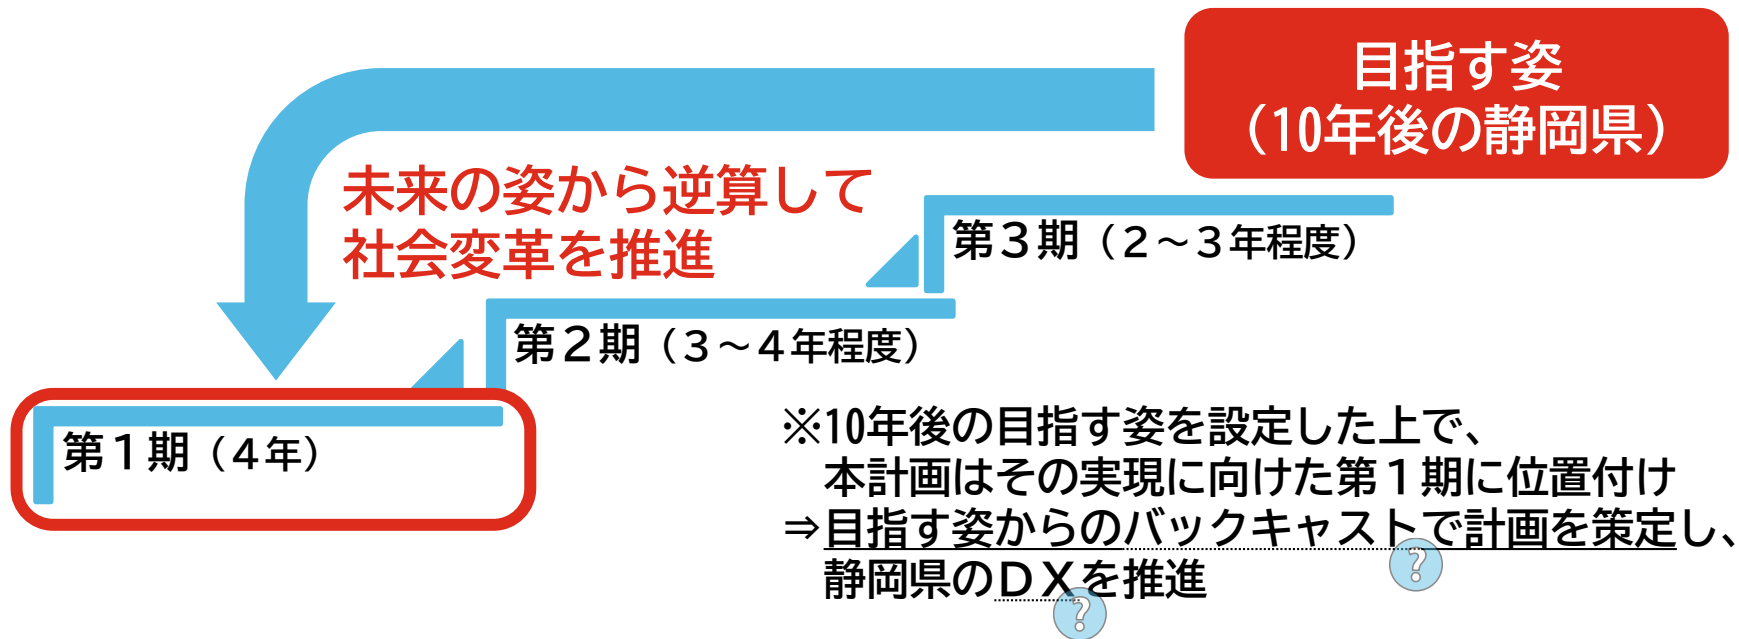 目指す姿
（10年後の静岡県）
未来の姿から逆算して
社会変革を推進
第３期（２～３年程度）
第２期（３～４年程度）
第１期（４年）
※10年後の目指す姿を設定した上で、
本計画はその実現に向けた第１期に位置付け
⇒目指す姿からのバックキャストで計画を策定し、
?
静岡県のＤＸを推進
?